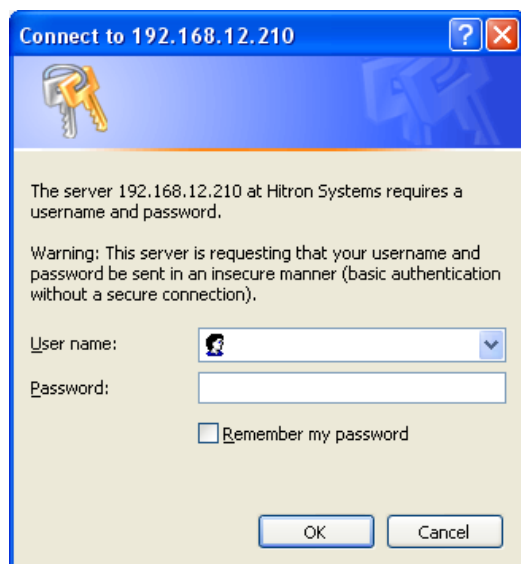 Connect to 192.168.12.210
The server 192.168.12.210 at Hitron Systems requires a
username and password.
Warning: This server is requesting that your username and
password be sent in an insecure manner (basic authentication
without a secure connection).
User name:
Password:
Remember my password
OK Cancel